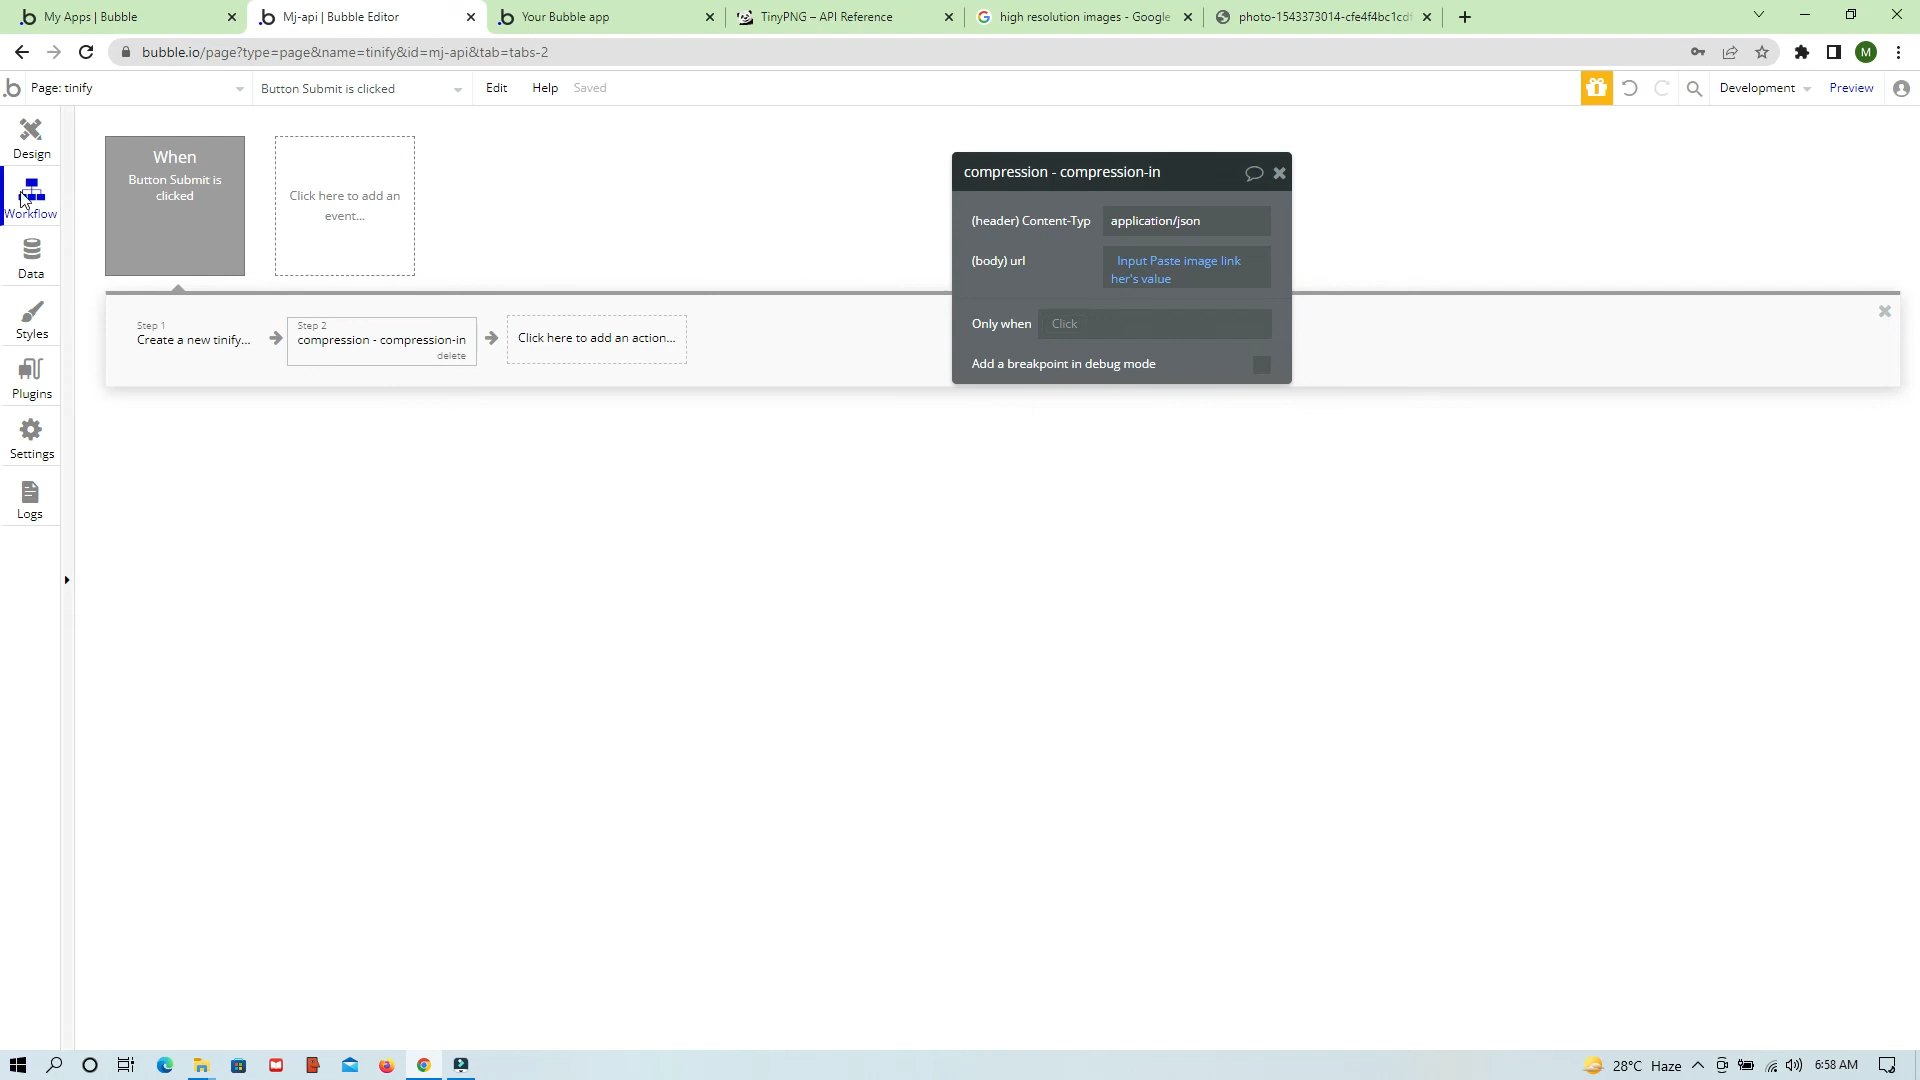 My Apps | Bubble
Mj-api | Bubble Editor
Your Bubble app
TinyPNG – API Reference
high resolution images - Google
photo-1543373014-cfe4f4bc1cdf
bubble.io/page?type=page&name=tinify&id=mj-api&tab=tabs-2
M
Page: tinify
Button Submit is clicked
Edit
Help
Saved
Development
Preview
Design
Workflow
Data
Styles
Plugins
Settings
Logs
When
Button Submit is
clicked
Click here to add an
event...
Step 1
Create a new tinify...
Step 2
compression - compression-in
delete
Click here to add an action...
compression - compression-in
(header) Content-Typ
application/json
(body) url
Input Paste image link
her's value
Only when
Click
Add a breakpoint in debug mode
28°C Haze
6:58 AM